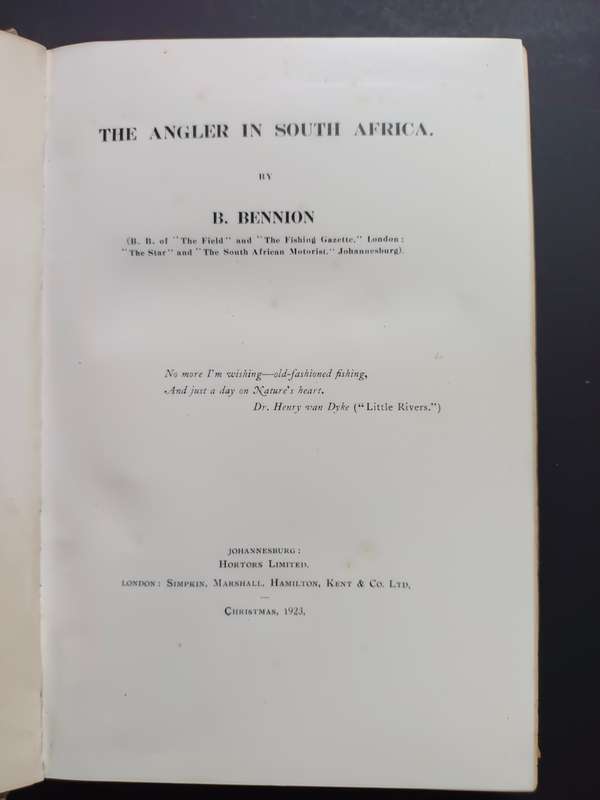 THE ANGLER IN SOUTH AFRICA.
BY
B. BENNION
(B. B. of "The Field" and "The Fishing Gazette," London;
"The Star" and "The South African Motorist," Johannesburg).
No more I'm wishing—old-fashioned fishing,
And just a day on Nature's heart.
Dr. Henry van Dyke ("Little Rivers.")
JOHANNESBURG:
HORTORS LIMITED.
LONDON: SIMPKIN, MARSHALL, HAMILTON, KENT & CO. LTD.
CHRISTMAS, 1923.